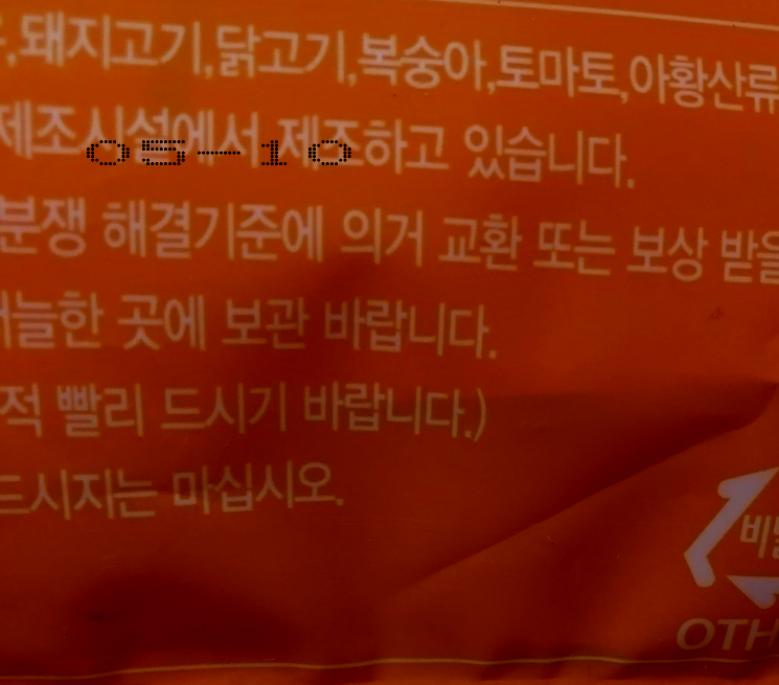 ,돼지고기,닭고기,복숭아,토마토,아황산류
제조시설에서 제조하고 있습니다.
05-10
분쟁 해결기준에 의거 교환 또는 보상 받을
늘한 곳에 보관 바랍니다.
적 빨리 드시기 바랍니다.)
드시지는 마십시오.
OTH